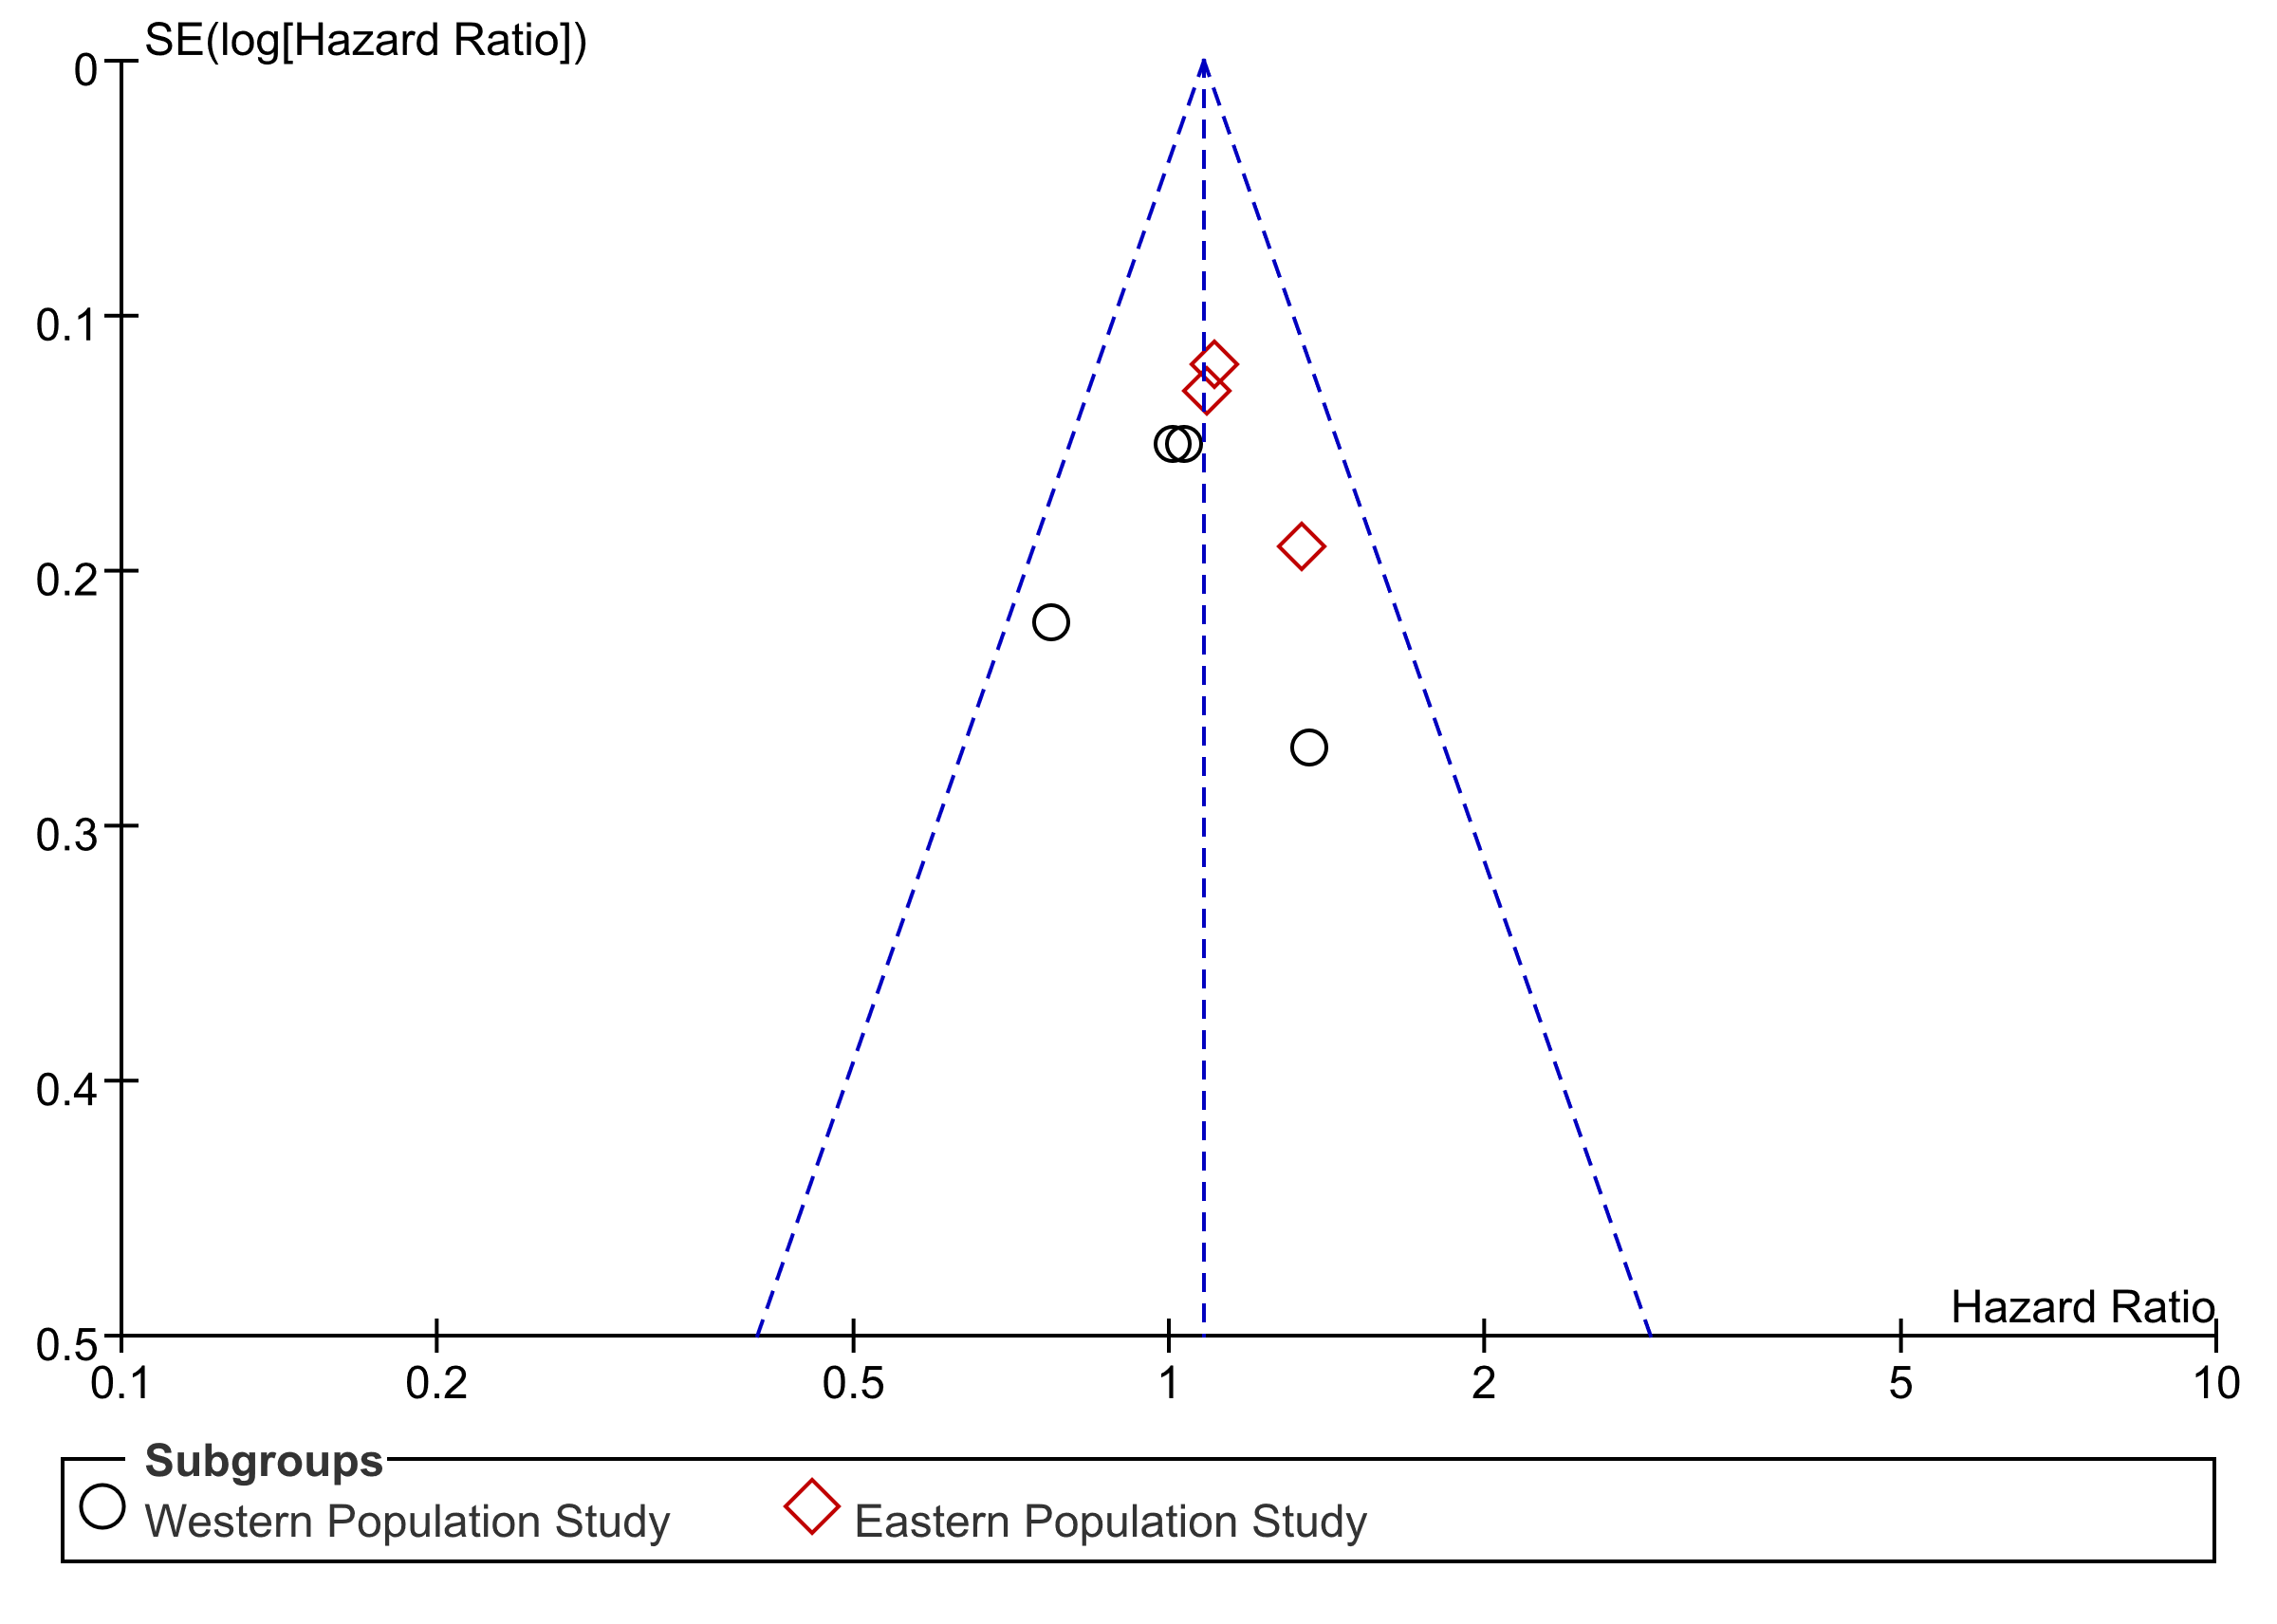 SE(log[Hazard Ratio])
0
0.1
0.2
0.3
0.4
0.5
Hazard Ratio
0.1 0.2 0.5 1 2 5 10
Subgroups
Western Population Study Eastern Population Study